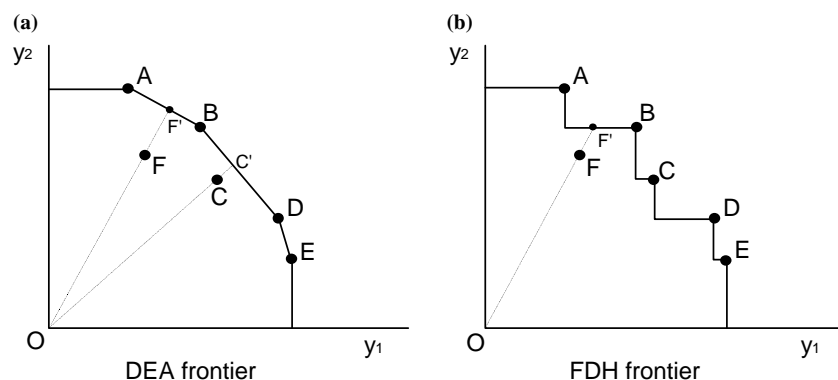 (a)
y2
A
B
F'
C'
F
C
D
E
O
y1
DEA frontier
(b)
y2
A
B
F'
F
C
D
E
O
y1
FDH frontier